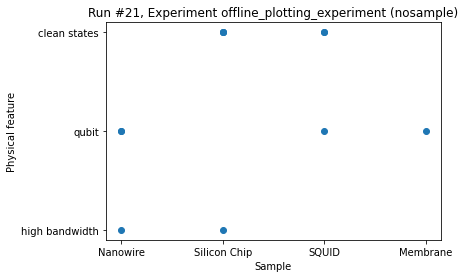 Run #21, Experiment offline_plotting_experiment (nosample)
clean states
Physical feature
qubit
high bandwidth
Nanowire Silicon Chip SQUID Membrane
Sample